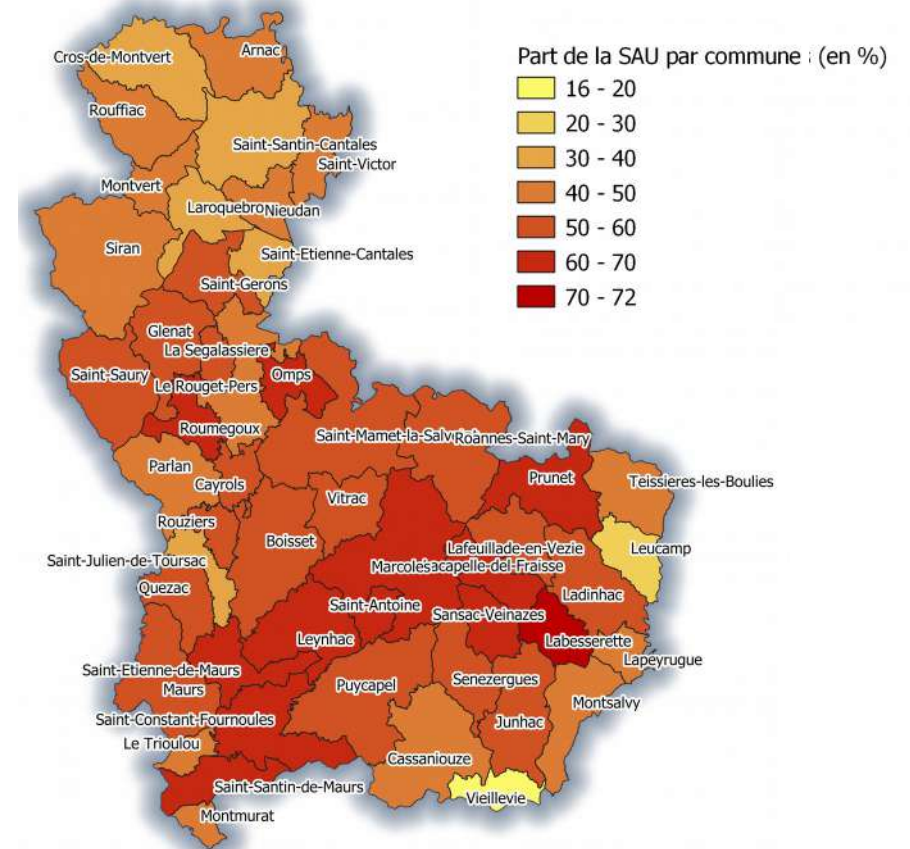 Part de la SAU par commune : (en %)
16 - 20
20 - 30
30 - 40
40 - 50
50 - 60
60 - 70
70 - 72
Arnac
Cros-de-Montvert
Rouffiac
Saint-Santin-Cantales
Saint-Victor
Montvert
Laroquebro
Nieudan
Siran
Saint-Etienne-Cantales
Saint-Gerons
Glenat
La Segalassiere
Saint-Saury
Omps
Le Rouget-Pers
Roumegoux
Saint-Mamet-la-Salv
Roannes-Saint-Mary
Parlan
Prunet
Teissieres-les-Boulies
Cayrols
Vitrac
Rouziers
Boisset
Lafeuillade-en-Vezie
Leucamp
Saint-Julien-de-Toursac
Marcoles
acapelle-del-Fraisse
Quezac
Ladinhac
Saint-Antoine
Sansac-Veinazes
Leynhac
Labesserette
Lapeyrugue
Saint-Etienne-de-Maurs
Puycapel
Senezergues
Maurs
Montsalvy
Saint-Constant-Fournoules
Junhac
Le Trioulou
Cassaniouze
Saint-Santin-de-Maurs
Vieillevie
Montmurat